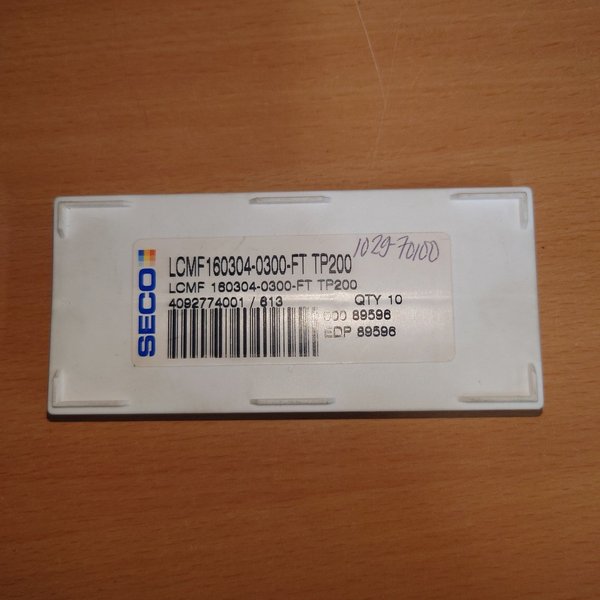 SECO
LCMF160304-0300-FT TP200
1029-70100
LCMF 160304-0300-FT TP200
4092774001 / 613 QTY 10
89596
EDP 89596